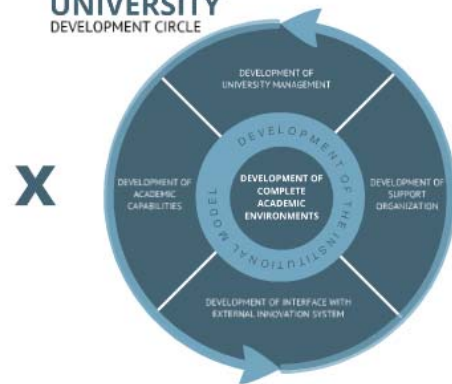 UNIVERSITY
DEVELOPMENT CIRCLE
DEVELOPMENT OF
UNIVERSITY MANAGEMENT
X
DEVELOPMENT OF
ACADEMIC
CAPABILITIES
DEVELOPMENT OF THE INSTITUTIONAL MODEL
DEVELOPMENT OF
COMPLETE
ACADEMIC
ENVIRONMENTS
DEVELOPMENT OF
SUPPORT
ORGANIZATION
DEVELOPMENT OF INTERFACE WITH
EXTERNAL INNOVATION SYSTEM